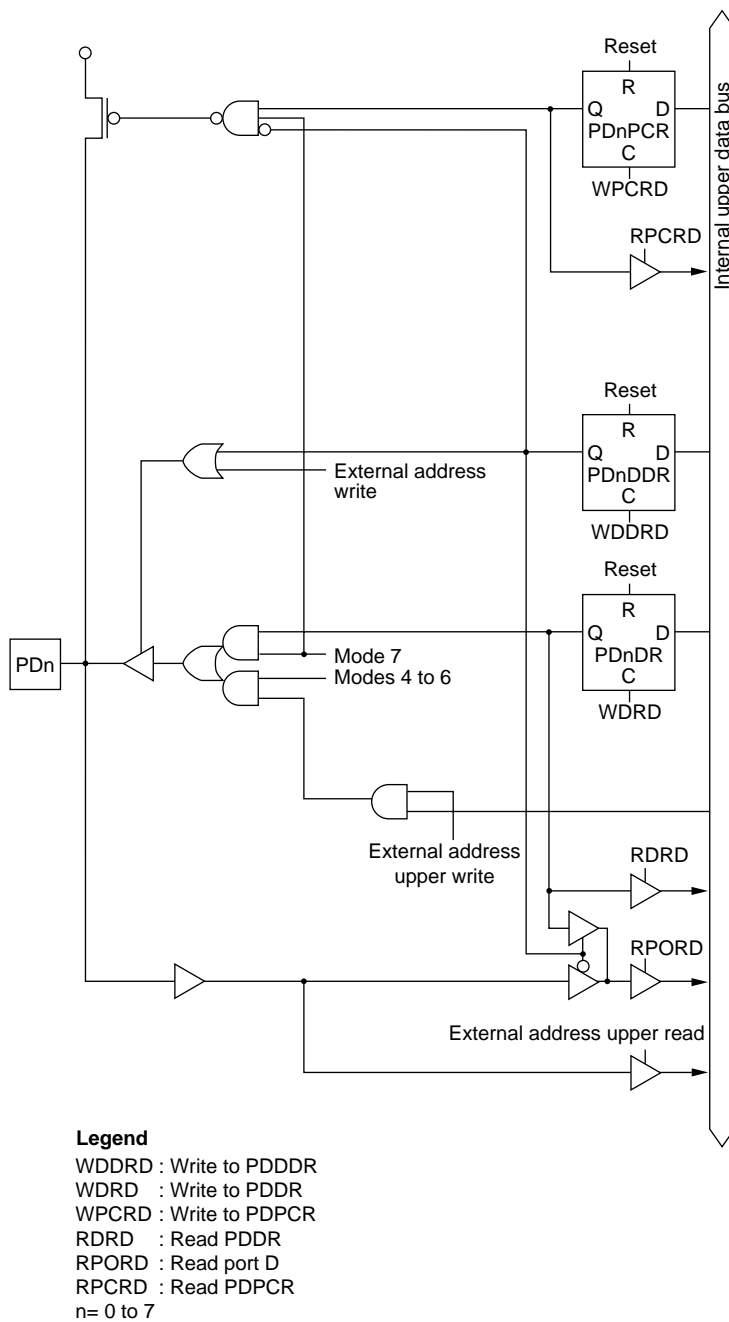 Reset
R
Q D
PDnPCR
C
WPCRD
Internal upper data bus
RPCRD
Reset
R
Q D
PDnDDR
C
WDDRD
External address
write
Reset
R
Q D
PDnDR
C
WDRD
PDn
Mode 7
Modes 4 to 6
External address
upper write
RDRD
RPORD
External address upper read
Legend
WDDRD : Write to PDDDR
WDRD : Write to PDDR
WPCRD : Write to PDPCR
RDRD : Read PDDR
RPORD : Read port D
RPCRD : Read PDPCR
n= 0 to 7